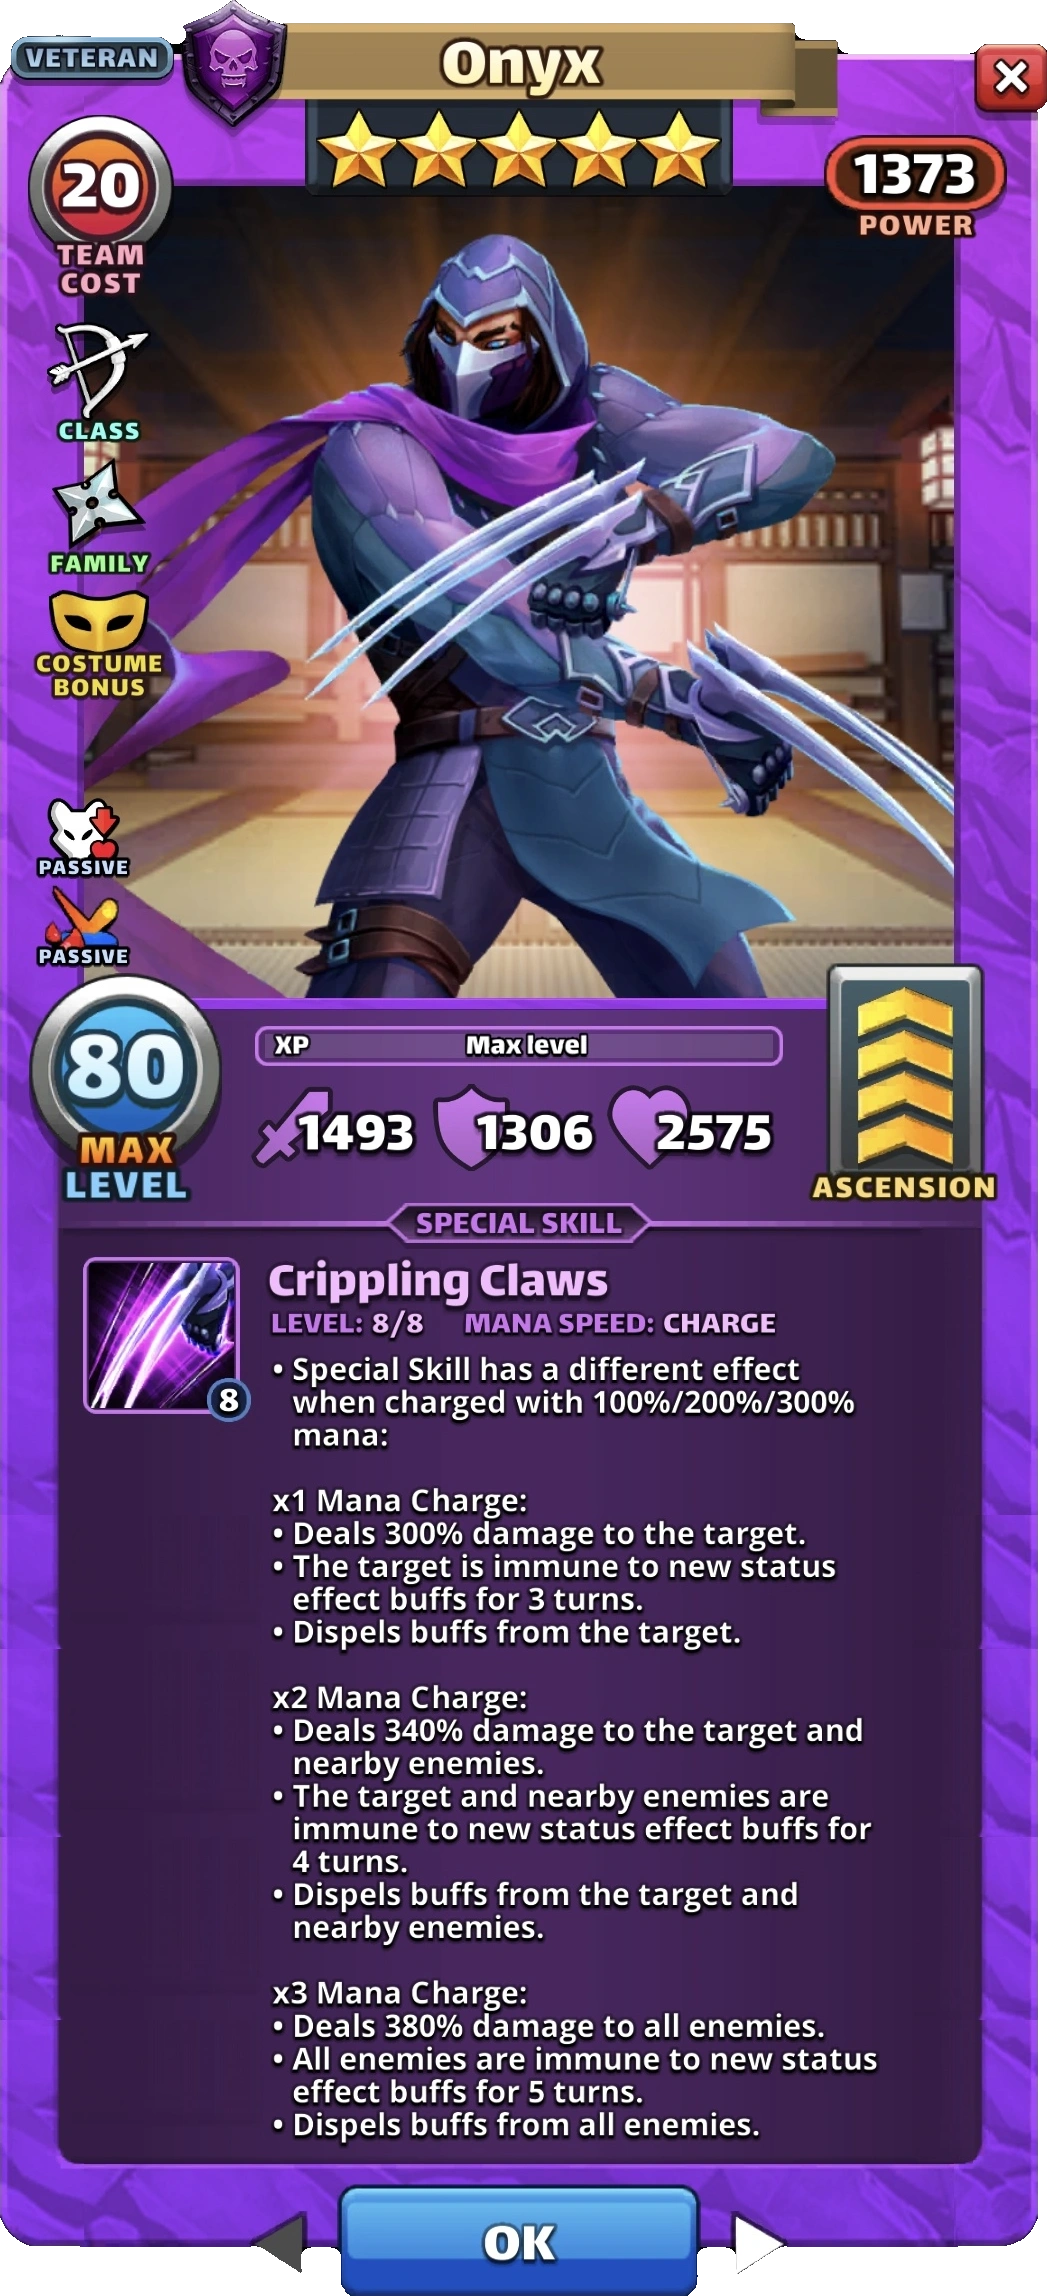 VETERAN
Onyx
20
TEAM
COST
1373
POWER
CLASS
FAMILY
COSTUME
BONUS
PASSIVE
PASSIVE
80
MAX
LEVEL
XP Max level
1493 1306 2575
ASCENSION
SPECIAL SKILL
8
Crippling Claws
LEVEL: 8/8 MANA SPEED: CHARGE
• Special Skill has a different effect
when charged with 100%/200%/300%
mana:
x1 Mana Charge:
• Deals 300% damage to the target.
• The target is immune to new status
effect buffs for 3 turns.
• Dispels buffs from the target.
x2 Mana Charge:
• Deals 340% damage to the target and
nearby enemies.
• The target and nearby enemies are
immune to new status effect buffs for
4 turns.
• Dispels buffs from the target and
nearby enemies.
x3 Mana Charge:
• Deals 380% damage to all enemies.
• All enemies are immune to new status
effect buffs for 5 turns.
• Dispels buffs from all enemies.
OK